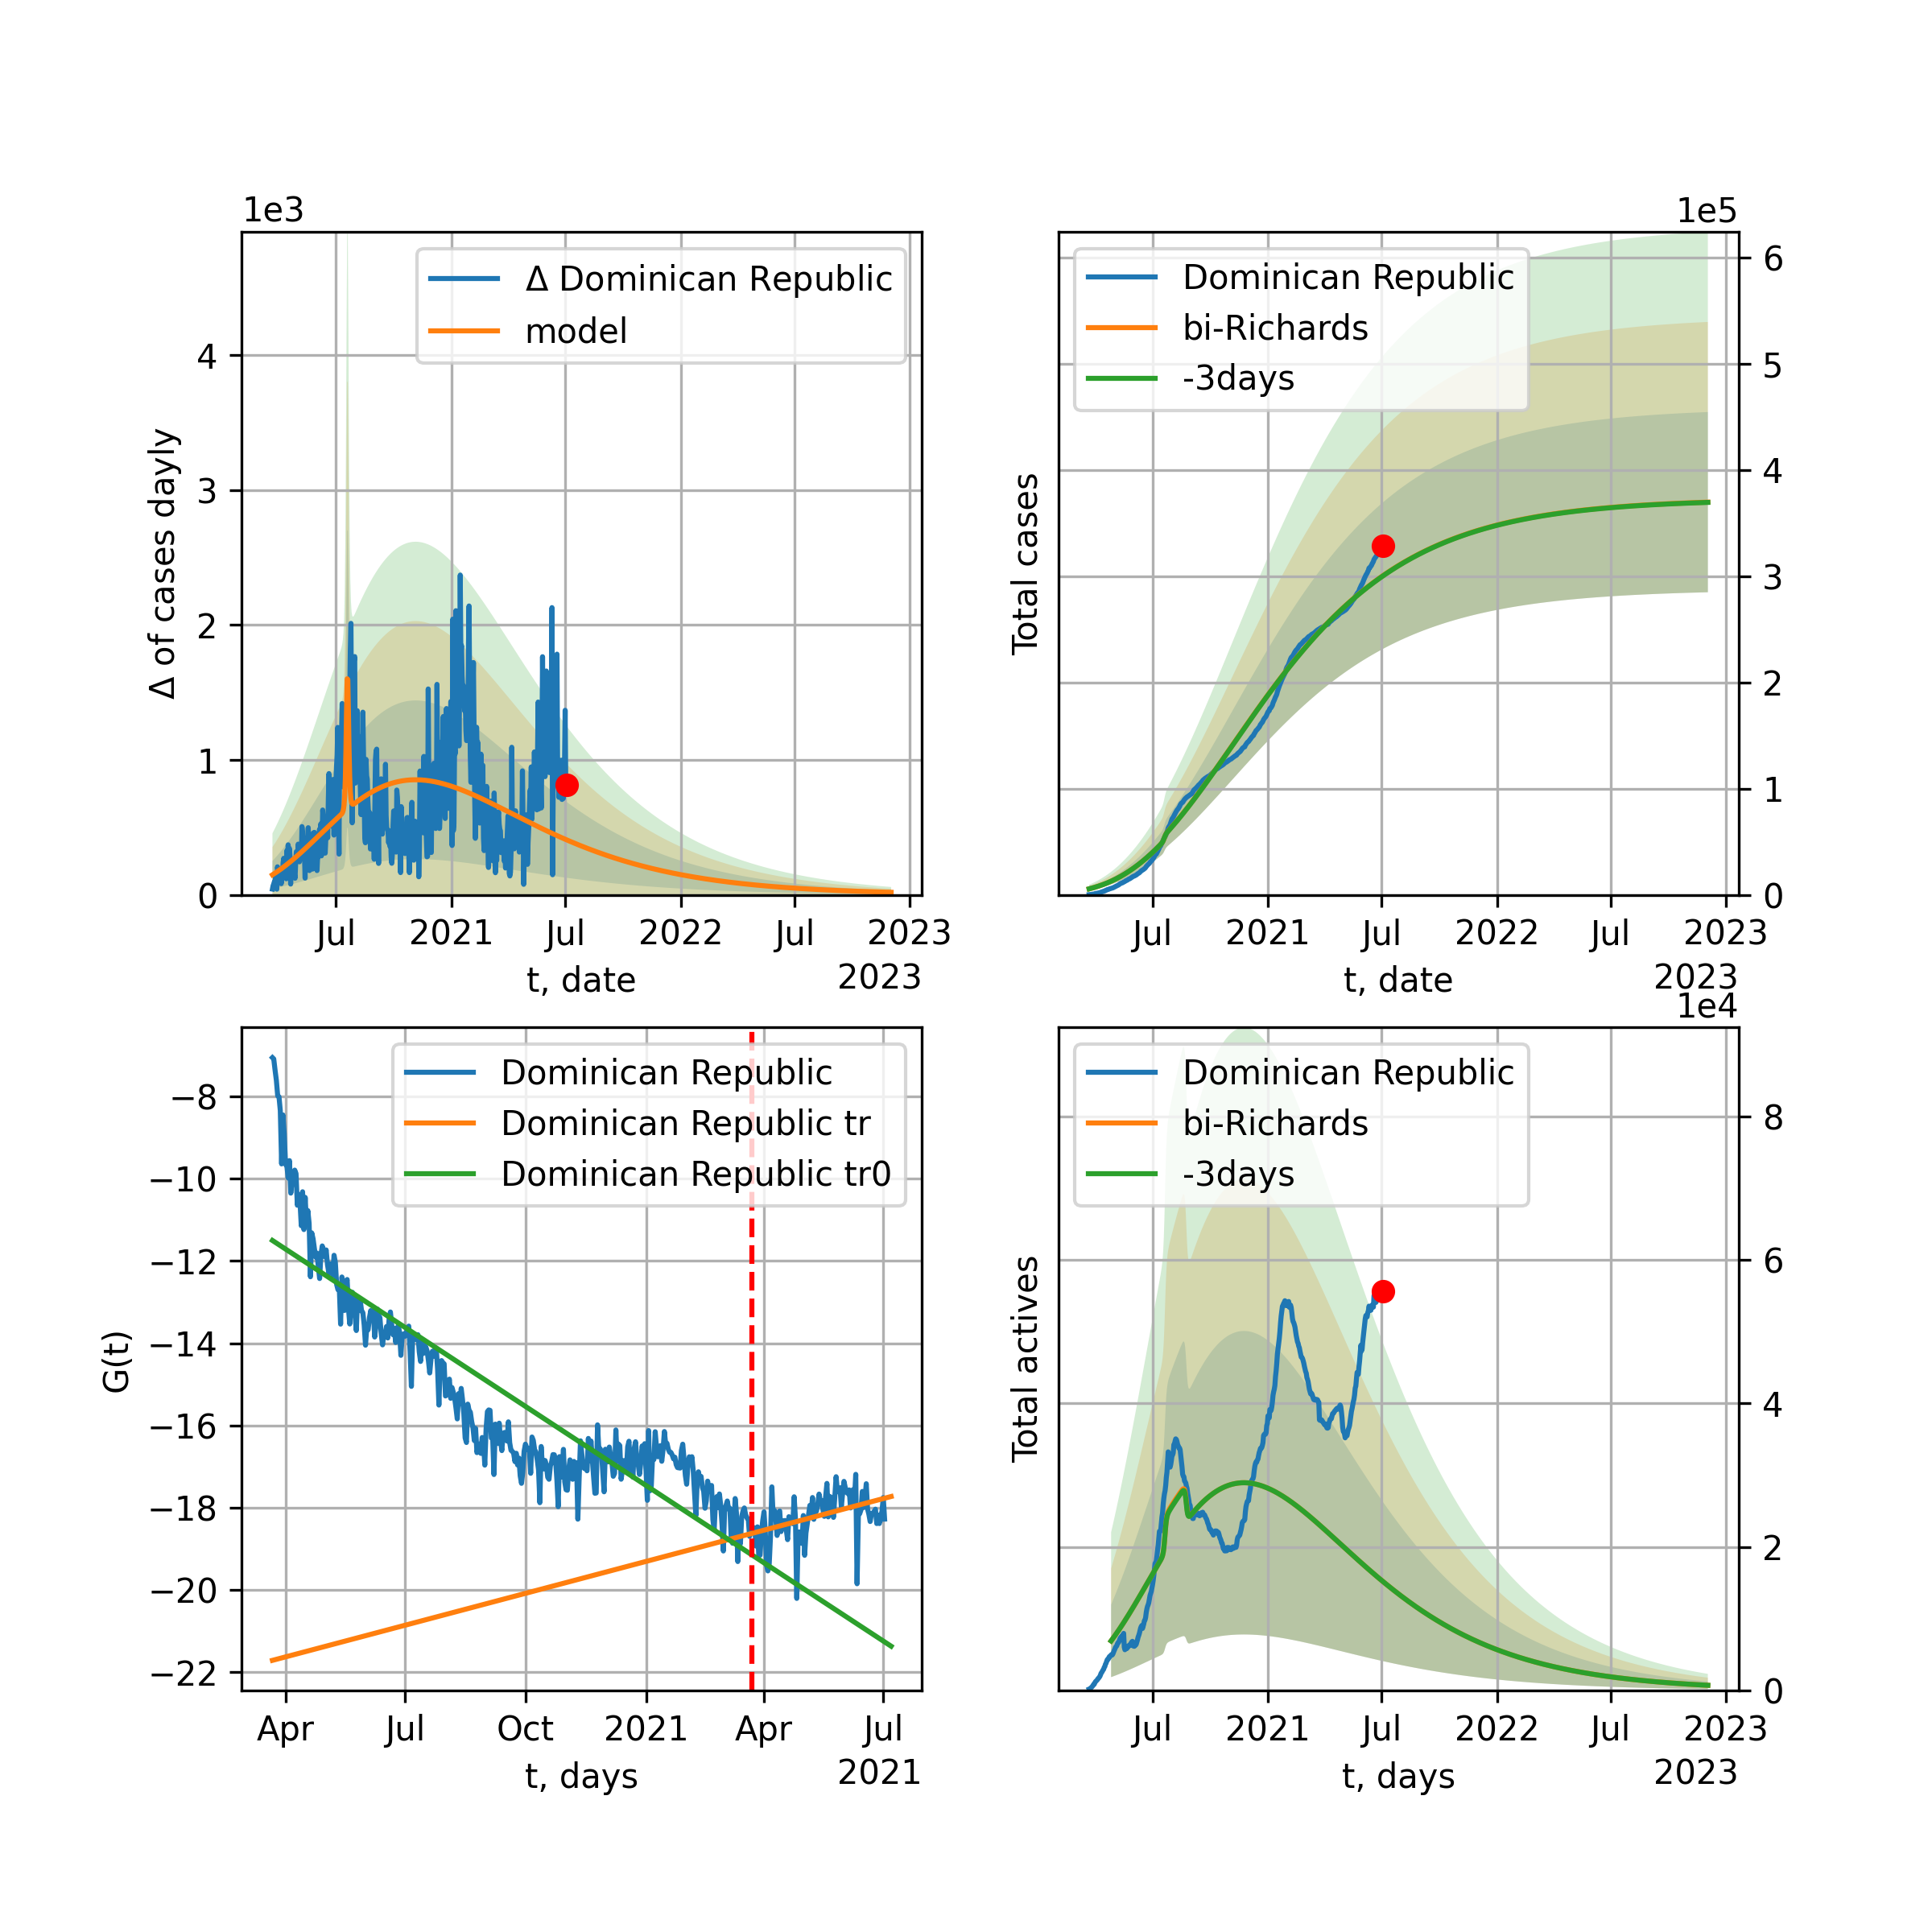 1e3
Δ of cases dayly
4
3
2
1
0
Δ Dominican Republic
model
Jul
2021
Jul
2022
Jul
2023
t, date
2023
1e5
Total cases
Dominican Republic
bi-Richards
-3days
6
5
4
3
2
1
0
Jul
2021
Jul
2022
Jul
2023
t, date
2023
G(t)
−8
−10
−12
−14
−16
−18
−20
−22
Dominican Republic
Dominican Republic tr
Dominican Republic tr0
Apr
Jul
Oct
2021
Apr
Jul
t, days
2021
1e4
Total actives
Dominican Republic
bi-Richards
-3days
8
6
4
2
0
Jul
2021
Jul
2022
Jul
2023
t, days
2023